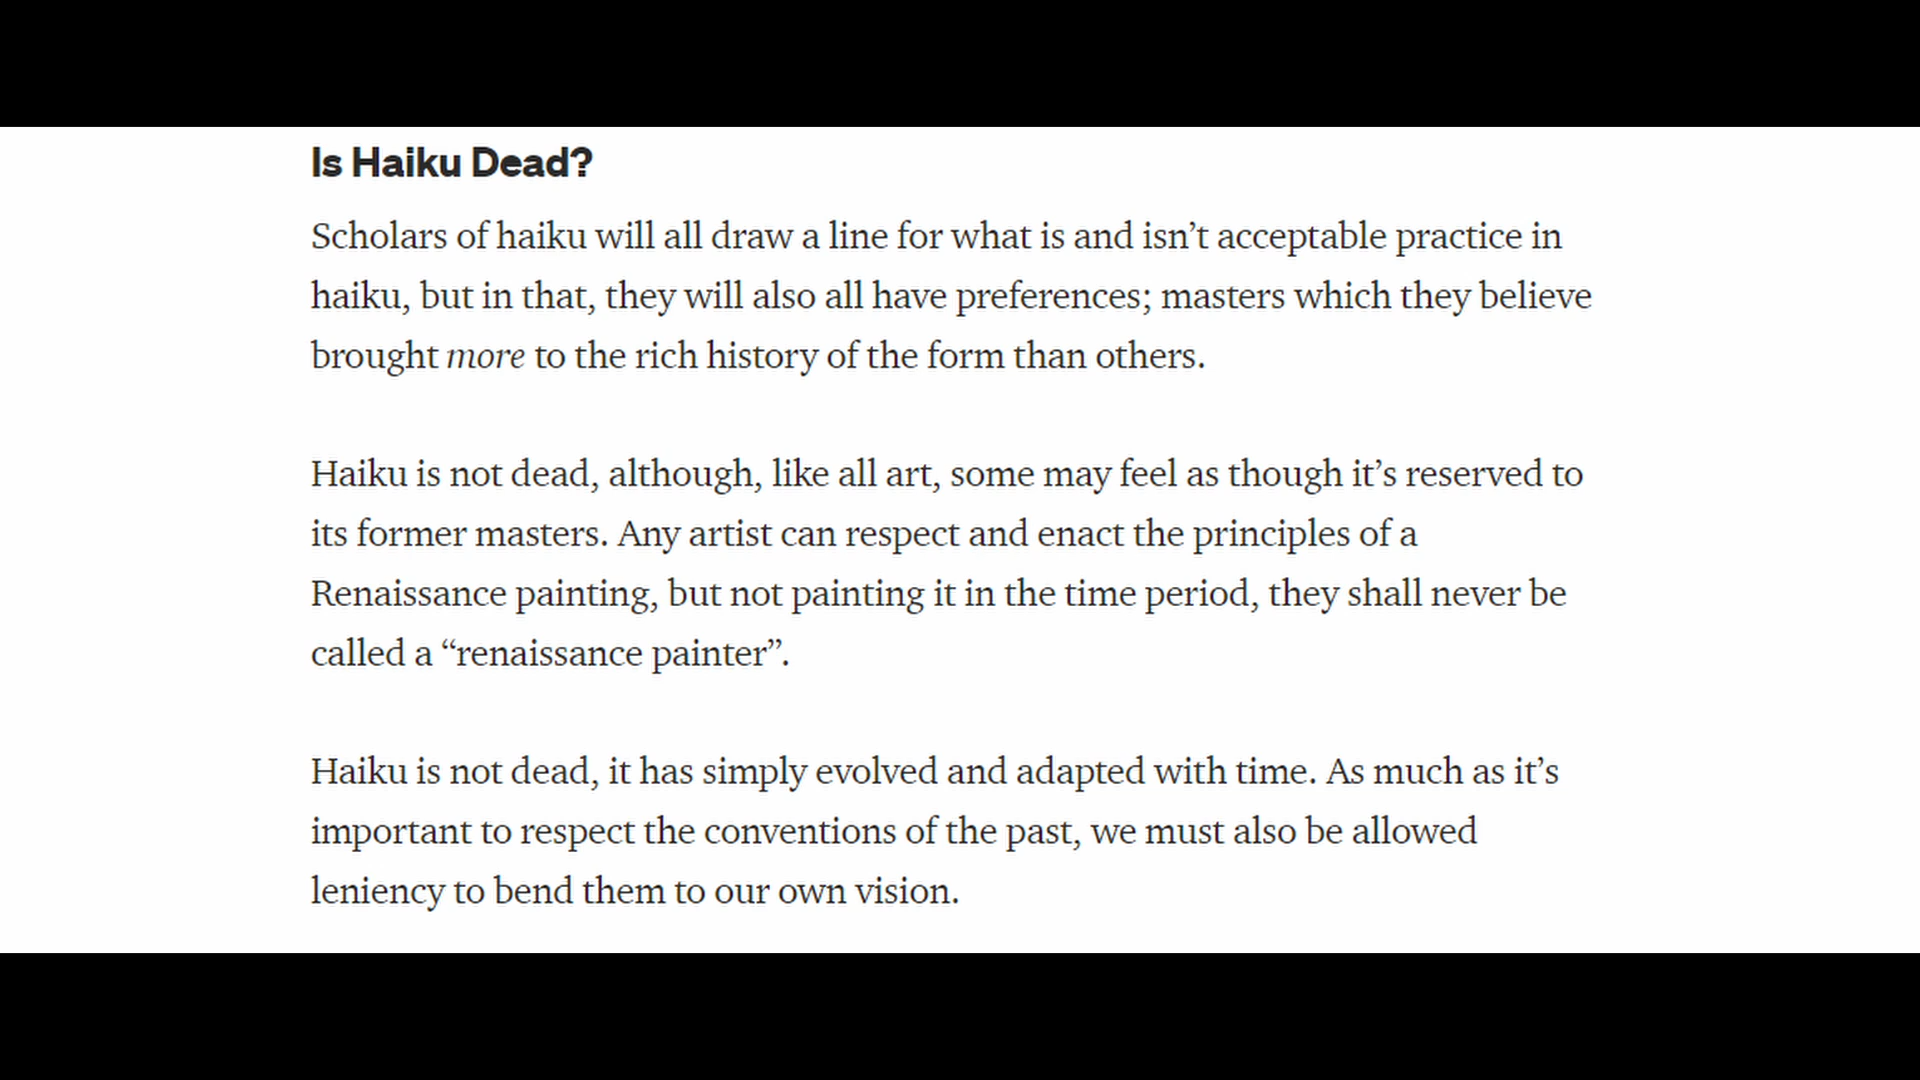 Is Haiku Dead?
Scholars of haiku will all draw a line for what is and isn’t acceptable practice in
haiku, but in that, they will also all have preferences; masters which they believe
brought more to the rich history of the form than others.
Haiku is not dead, although, like all art, some may feel as though it’s reserved to
its former masters. Any artist can respect and enact the principles of a
Renaissance painting, but not painting it in the time period, they shall never be
called a “renaissance painter”.
Haiku is not dead, it has simply evolved and adapted with time. As much as it’s
important to respect the conventions of the past, we must also be allowed
leniency to bend them to our own vision.